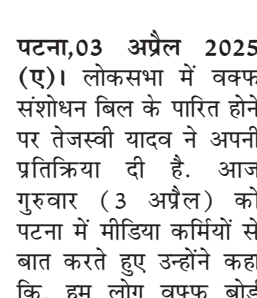 पटना,03 अप्रैल 2025
(ए)। लोकसभा में वक्फ
संशोधन बिल के पारित होने
पर तेजस्वी यादव ने अपनी
प्रतिक्रिया दी है. आज
गुरुवार (3 अप्रैल) को
पटना में मीडिया कर्मियों से
बात करते हुए उन्होंने कहा
कि, हम लोग वक्फ बोर्ड